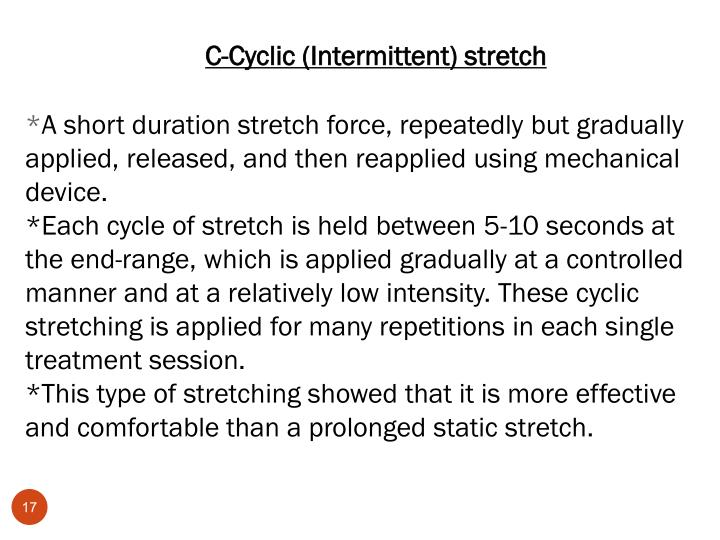 C-Cyclic (Intermittent) stretch
*A short duration stretch force, repeatedly but gradually
applied, released, and then reapplied using mechanical
device.
*Each cycle of stretch is held between 5-10 seconds at
the end-range, which is applied gradually at a controlled
manner and at a relatively low intensity. These cyclic
stretching is applied for many repetitions in each single
treatment session.
*This type of stretching showed that it is more effective
and comfortable than a prolonged static stretch.
17